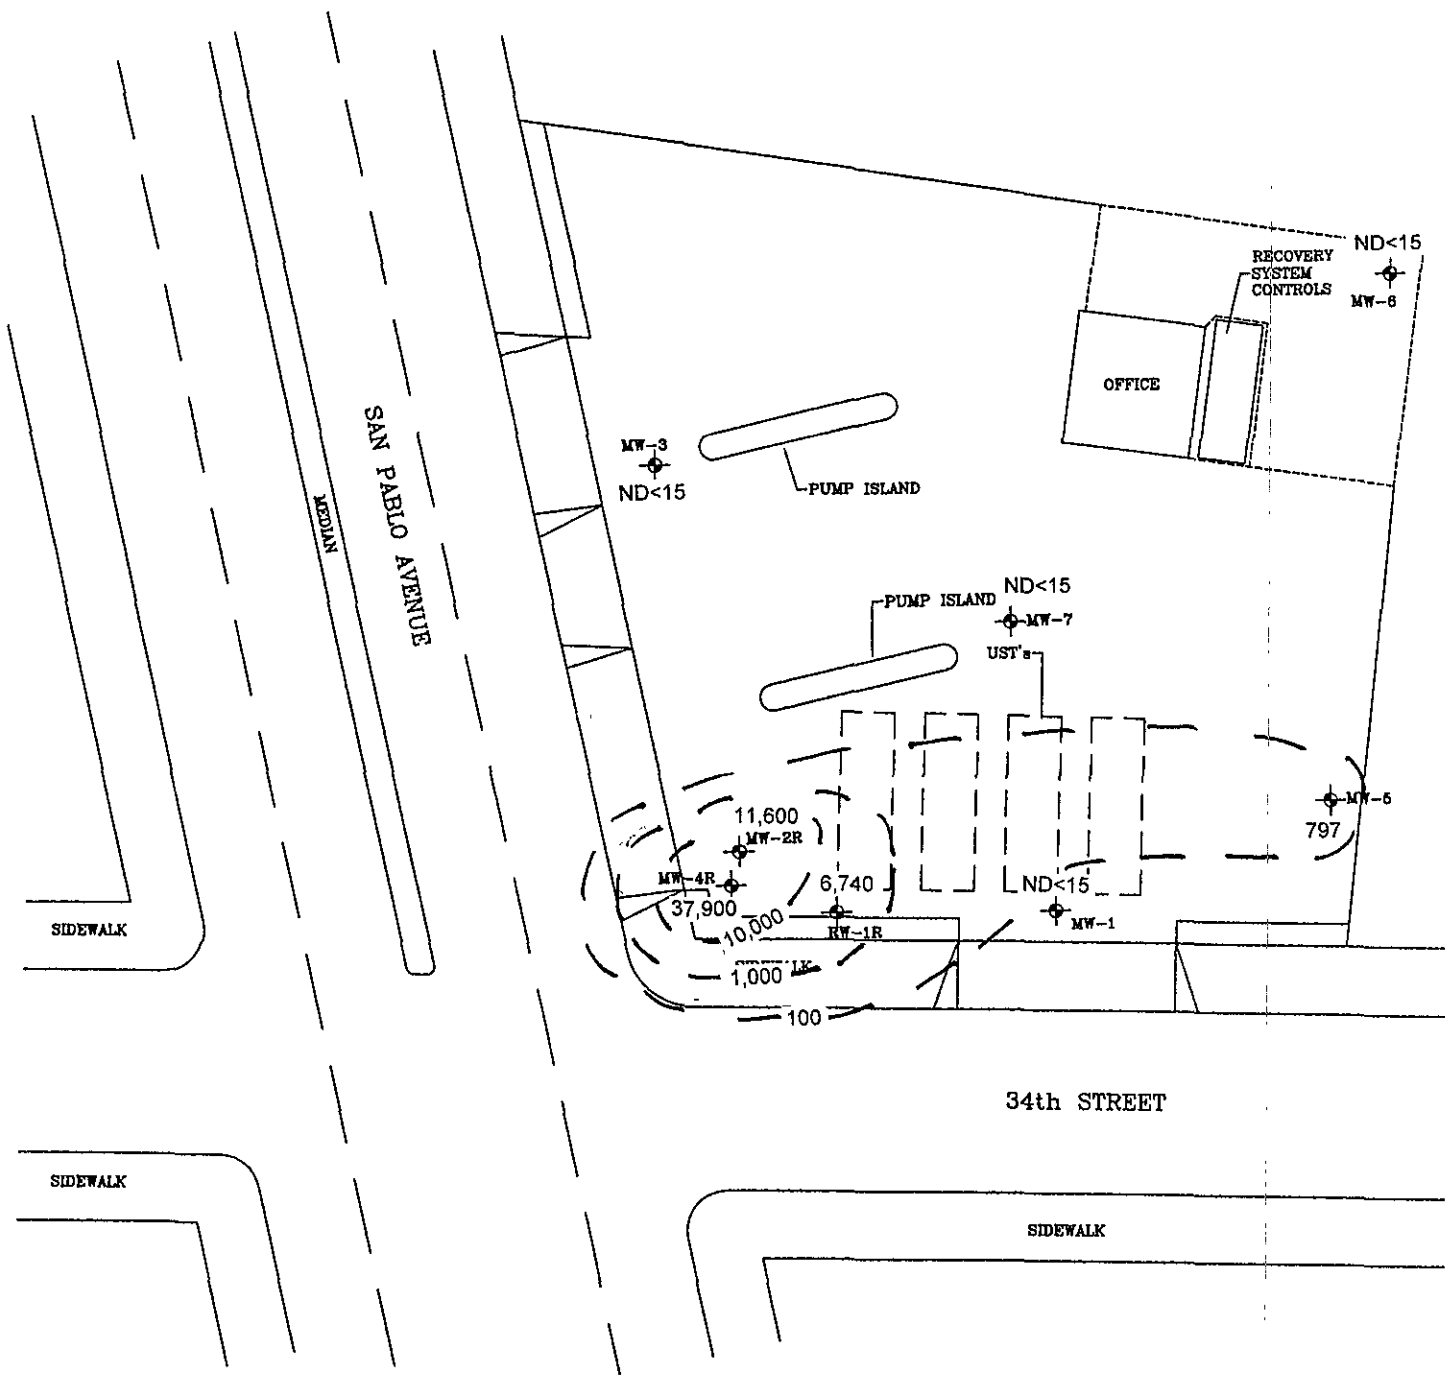 ND<15
RECOVERY
SYSTEM
CONTROLS
MW-6
OFFICE
SAN PABLO AVENUE
MEDIAN
MW-3
ND<15
PUMP ISLAND
ND<15
PUMP ISLAND
MW-7
UST's
MW-5
797
11,600
MW-2R
MW-4R
37,900
6,740
RW-1R
ND<15
MW-1
10,000
1,000
100
SIDEWALK
34th STREET
SIDEWALK
SIDEWALK